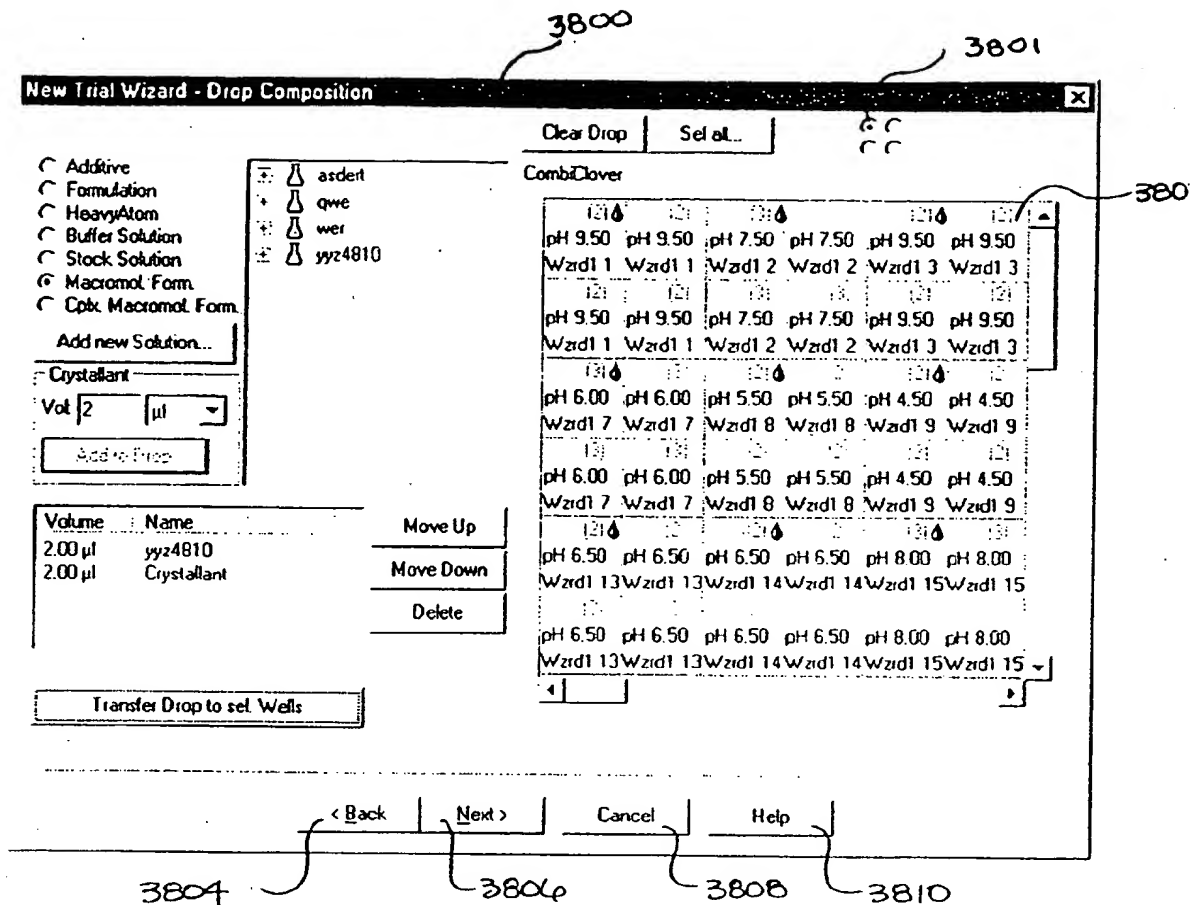 3800
3801
New Trial Wizard - Drop Composition
Clear Drop
Sel all...
Additive
Formulation
HeavyAtom
Buffer Solution
Stock Solution
Macromol. Form.
Cplx. Macromol. Form.
asdert
qwe
wer
yyz4810
CombiClover
380
Add new Solution...
Crystallant
Vol: 2 µl
Add to Drop
pH 9.50 pH 9.50 pH 7.50 pH 7.50 pH 9.50 pH 9.50
Wzrd1 1 Wzrd1 1 Wzrd1 2 Wzrd1 2 Wzrd1 3 Wzrd1 3
pH 9.50 pH 9.50 pH 7.50 pH 7.50 pH 9.50 pH 9.50
Wzrd1 1 Wzrd1 1 Wzrd1 2 Wzrd1 2 Wzrd1 3 Wzrd1 3
pH 6.00 pH 6.00 pH 5.50 pH 5.50 pH 4.50 pH 4.50
Wzrd1 7 Wzrd1 7 Wzrd1 8 Wzrd1 8 Wzrd1 9 Wzrd1 9
pH 6.00 pH 6.00 pH 5.50 pH 5.50 pH 4.50 pH 4.50
Wzrd1 7 Wzrd1 7 Wzrd1 8 Wzrd1 8 Wzrd1 9 Wzrd1 9
pH 6.50 pH 6.50 pH 6.50 pH 6.50 pH 8.00 pH 8.00
Wzrd1 13 Wzrd1 13 Wzrd1 14 Wzrd1 14 Wzrd1 15 Wzrd1 15
pH 6.50 pH 6.50 pH 6.50 pH 6.50 pH 8.00 pH 8.00
Wzrd1 13 Wzrd1 13 Wzrd1 14 Wzrd1 14 Wzrd1 15 Wzrd1 15
Volume Name
2.00 µl yyz4810
2.00 µl Crystallant
Move Up
Move Down
Delete
Transfer Drop to sel. Wells
< Back
Next >
Cancel
Help
3804
3806
3808
3810